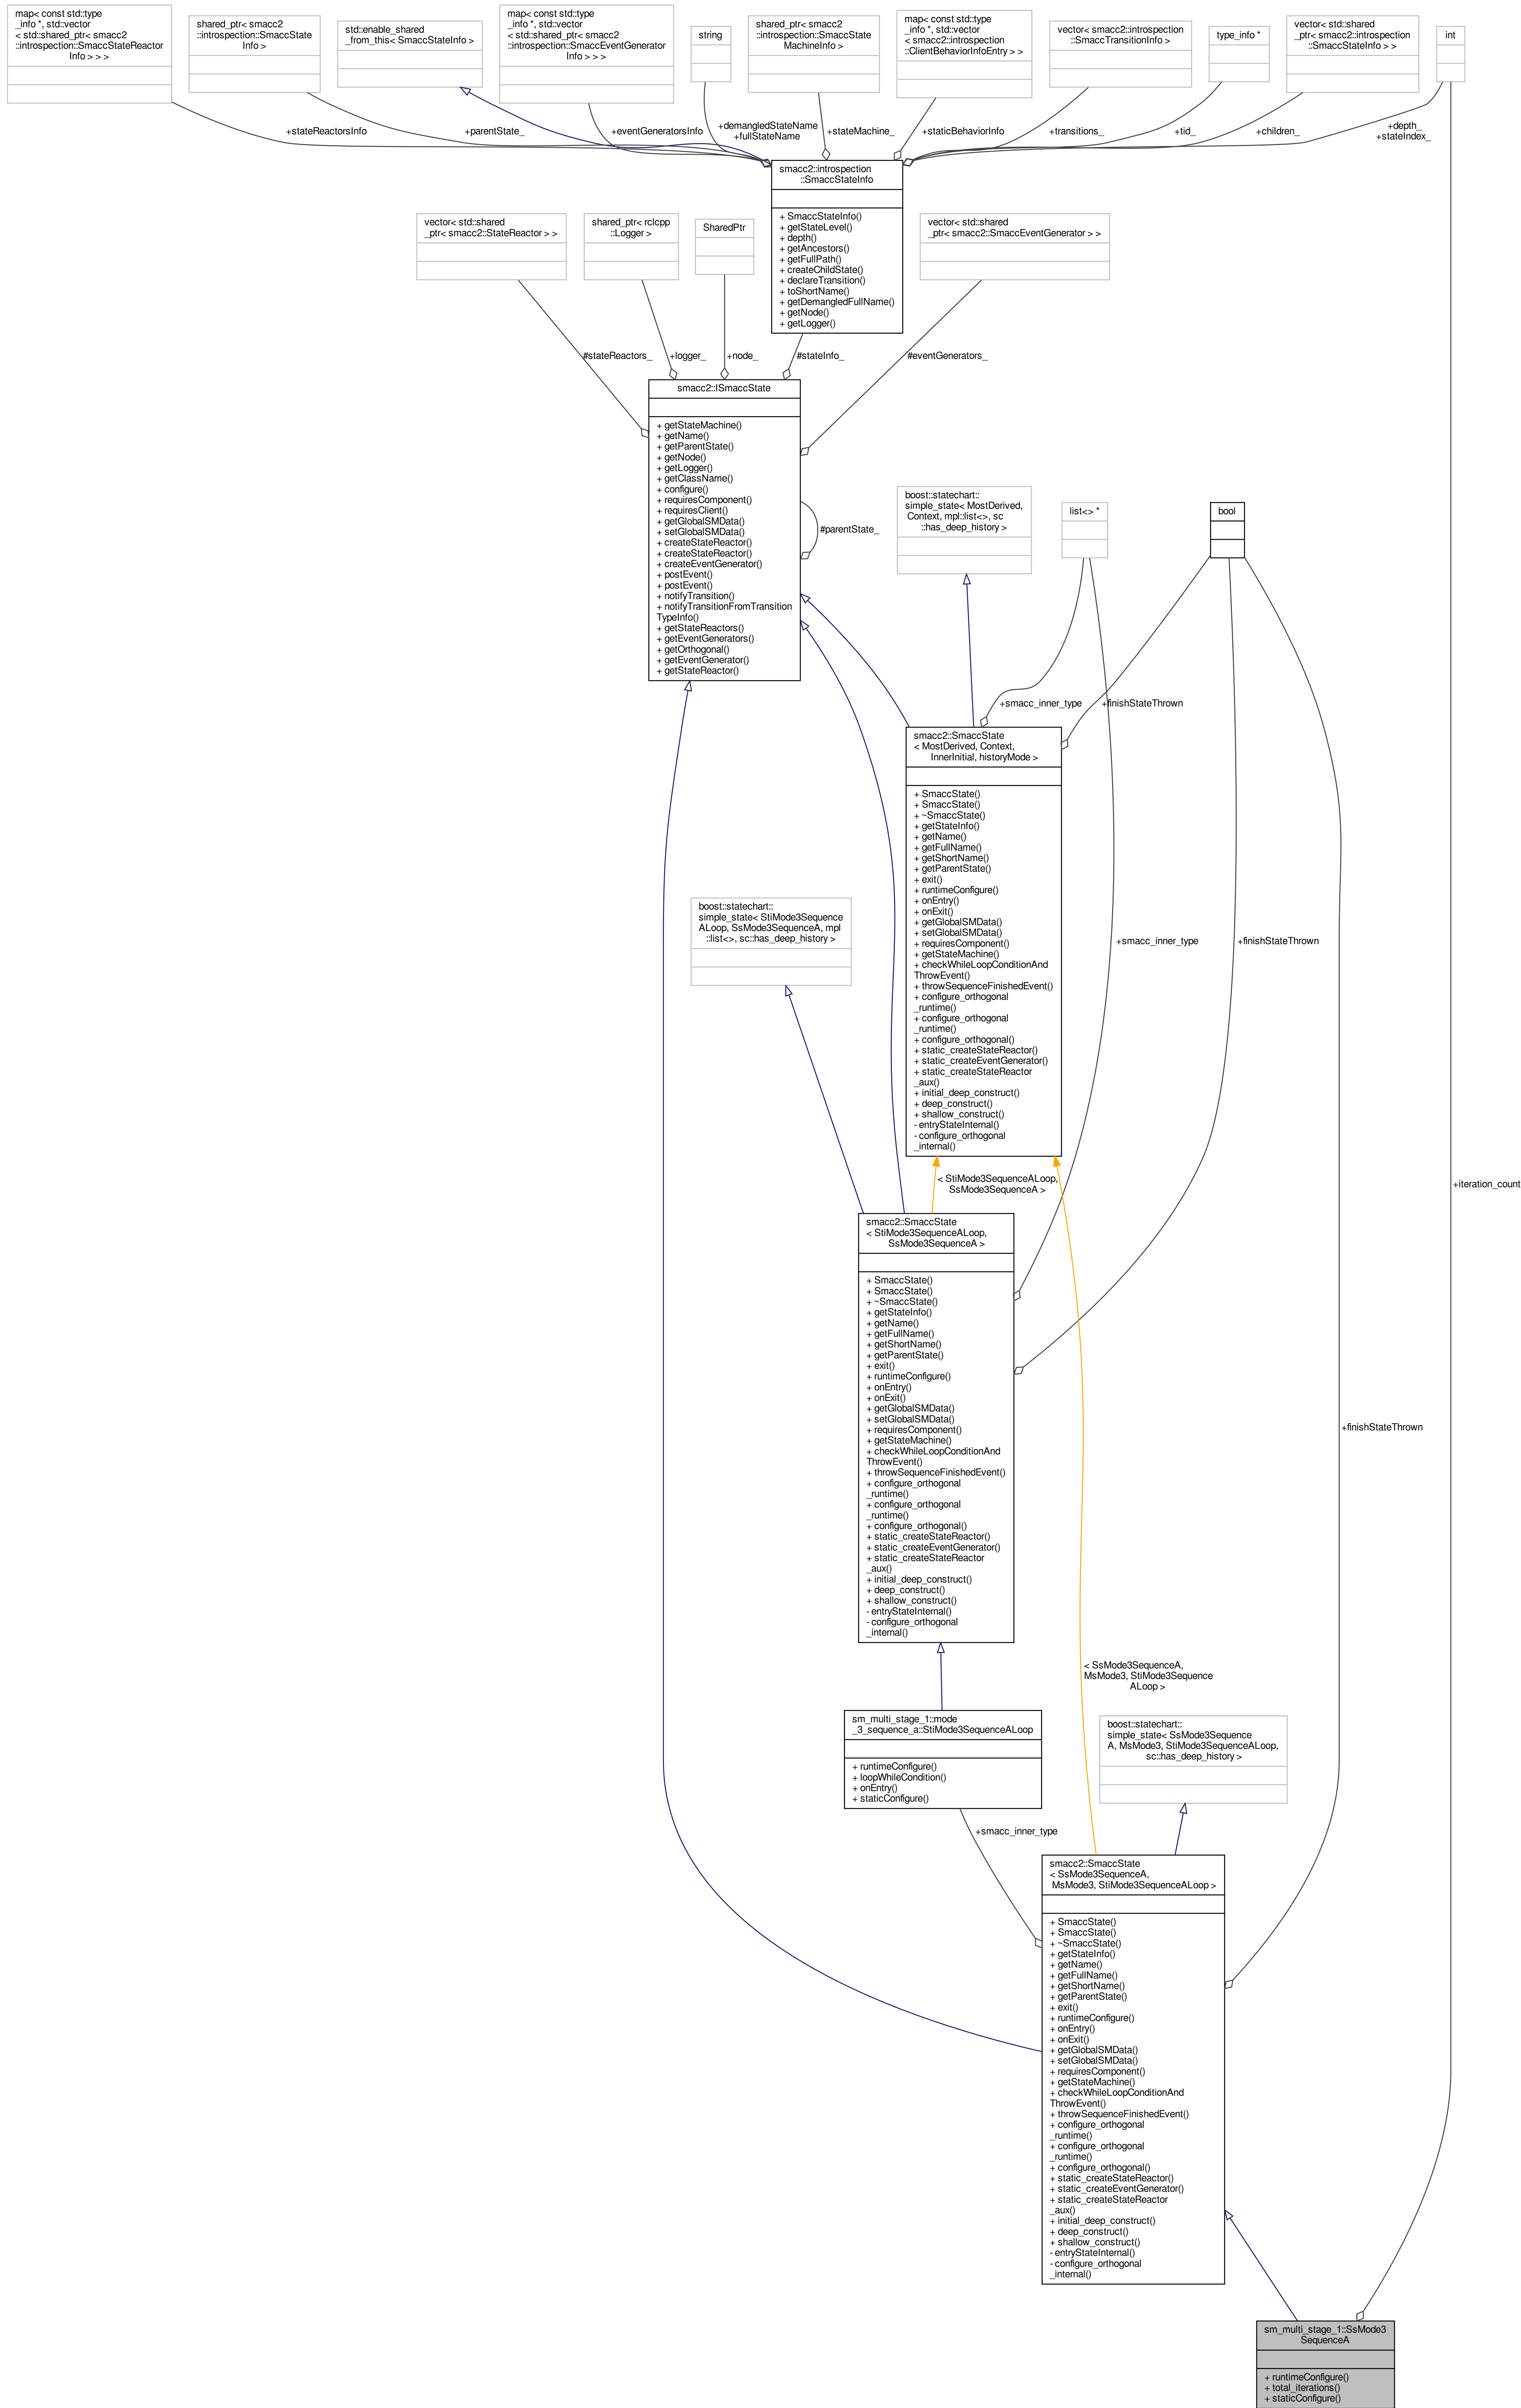 map< const std::type
_info *, std::vector
< std::shared_ptr< smacc2
::introspection::SmaccStateReactor
Info > > >
shared_ptr< smacc2
::introspection::SmaccState
Info >
std::enable_shared
_from_this< SmaccStateInfo >
map< const std::type
_info *, std::vector
< std::shared_ptr< smacc2
::introspection::SmaccEventGenerator
Info > > >
string
shared_ptr< smacc2
::introspection::SmaccState
MachineInfo >
map< const std::type
_info *, std::vector
< smacc2::introspection
::ClientBehaviorInfoEntry > >
vector< smacc2::introspection
::SmaccTransitionInfo >
type_info *
vector< std::shared
_ptr< smacc2::introspection
::SmaccStateInfo > >
int
+stateReactorsInfo
+parentState_
+eventGeneratorsInfo
+demangledStateName
+fullStateName
+stateMachine_
+staticBehaviorInfo
+transitions_
+tid_
+children_
+depth_
+stateIndex_
smacc2::introspection
::SmaccStateInfo
+ SmaccStateInfo()
+ getStateLevel()
+ depth()
+ getAncestors()
+ getFullPath()
+ createChildState()
+ declareTransition()
+ toShortName()
+ getDemangledFullName()
+ getNode()
+ getLogger()
vector< std::shared
_ptr< smacc2::StateReactor > >
shared_ptr< rclcpp
::Logger >
SharedPtr
vector< std::shared
_ptr< smacc2::SmaccEventGenerator > >
#stateReactors_
+logger_
+node_
#stateInfo_
#eventGenerators_
smacc2::ISmaccState
+ getStateMachine()
+ getName()
+ getParentState()
+ getNode()
+ getLogger()
+ getClassName()
+ configure()
+ requiresComponent()
+ requiresClient()
+ getGlobalSMData()
+ setGlobalSMData()
+ createStateReactor()
+ createStateReactor()
+ createEventGenerator()
+ postEvent()
+ postEvent()
+ notifyTransition()
+ notifyTransitionFromTransition
TypeInfo()
+ getStateReactors()
+ getEventGenerators()
+ getOrthogonal()
+ getEventGenerator()
+ getStateReactor()
#parentState_
boost::statechart::
simple_state< MostDerived,
Context, mpl::list<>, sc
::has_deep_history >
list<> *
bool
+smacc_inner_type
+finishStateThrown
smacc2::SmaccState
< MostDerived, Context,
InnerInitial, historyMode >
+ SmaccState()
+ SmaccState()
+ ~SmaccState()
+ getStateInfo()
+ getName()
+ getFullName()
+ getShortName()
+ getParentState()
+ exit()
+ runtimeConfigure()
+ onEntry()
+ onExit()
+ getGlobalSMData()
+ setGlobalSMData()
+ requiresComponent()
+ getStateMachine()
+ checkWhileLoopConditionAnd
ThrowEvent()
+ throwSequenceFinishedEvent()
+ configure_orthogonal
_runtime()
+ configure_orthogonal
_runtime()
+ configure_orthogonal()
+ static_createStateReactor()
+ static_createEventGenerator()
+ static_createStateReactor
_aux()
+ initial_deep_construct()
+ deep_construct()
+ shallow_construct()
- entryStateInternal()
- configure_orthogonal
_internal()
boost::statechart::
simple_state< StiMode3Sequence
ALoop, SsMode3SequenceA, mpl
::list<>, sc::has_deep_history >
+smacc_inner_type
+finishStateThrown
< StiMode3SequenceALoop,
SsMode3SequenceA >
+iteration_count
smacc2::SmaccState
< StiMode3SequenceALoop,
SsMode3SequenceA >
+ SmaccState()
+ SmaccState()
+ ~SmaccState()
+ getStateInfo()
+ getName()
+ getFullName()
+ getShortName()
+ getParentState()
+ exit()
+ runtimeConfigure()
+ onEntry()
+ onExit()
+ getGlobalSMData()
+ setGlobalSMData()
+ requiresComponent()
+ getStateMachine()
+ checkWhileLoopConditionAnd
ThrowEvent()
+ throwSequenceFinishedEvent()
+ configure_orthogonal
_runtime()
+ configure_orthogonal
_runtime()
+ configure_orthogonal()
+ static_createStateReactor()
+ static_createEventGenerator()
+ static_createStateReactor
_aux()
+ initial_deep_construct()
+ deep_construct()
+ shallow_construct()
- entryStateInternal()
- configure_orthogonal
_internal()
+finishStateThrown
< SsMode3SequenceA,
MsMode3, StiMode3Sequence
ALoop >
sm_multi_stage_1::mode
_3_sequence_a::StiMode3SequenceALoop
+ runtimeConfigure()
+ loopWhileCondition()
+ onEntry()
+ staticConfigure()
boost::statechart::
simple_state< SsMode3Sequence
A, MsMode3, StiMode3SequenceALoop,
sc::has_deep_history >
+smacc_inner_type
smacc2::SmaccState
< SsMode3SequenceA,
MsMode3, StiMode3SequenceALoop >
+ SmaccState()
+ SmaccState()
+ ~SmaccState()
+ getStateInfo()
+ getName()
+ getFullName()
+ getShortName()
+ getParentState()
+ exit()
+ runtimeConfigure()
+ onEntry()
+ onExit()
+ getGlobalSMData()
+ setGlobalSMData()
+ requiresComponent()
+ getStateMachine()
+ checkWhileLoopConditionAnd
ThrowEvent()
+ throwSequenceFinishedEvent()
+ configure_orthogonal
_runtime()
+ configure_orthogonal
_runtime()
+ configure_orthogonal()
+ static_createStateReactor()
+ static_createEventGenerator()
+ static_createStateReactor
_aux()
+ initial_deep_construct()
+ deep_construct()
+ shallow_construct()
- entryStateInternal()
- configure_orthogonal
_internal()
sm_multi_stage_1::SsMode3
SequenceA
+ runtimeConfigure()
+ total_iterations()
+ staticConfigure()